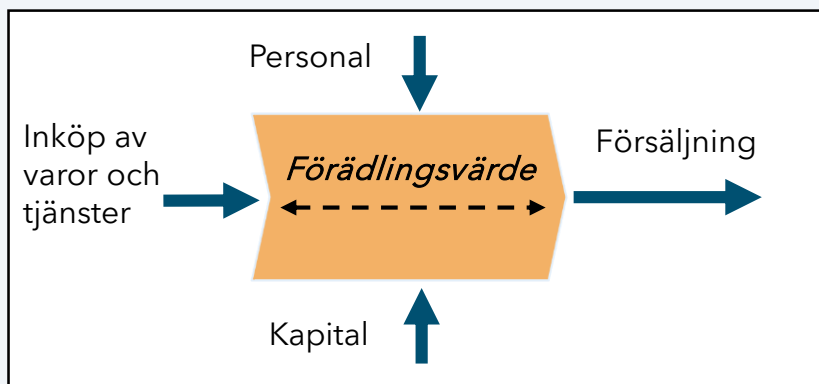 Personal
Inköp av
varor och
tjänster
Förädlingsvärde
Försäljning
Kapital